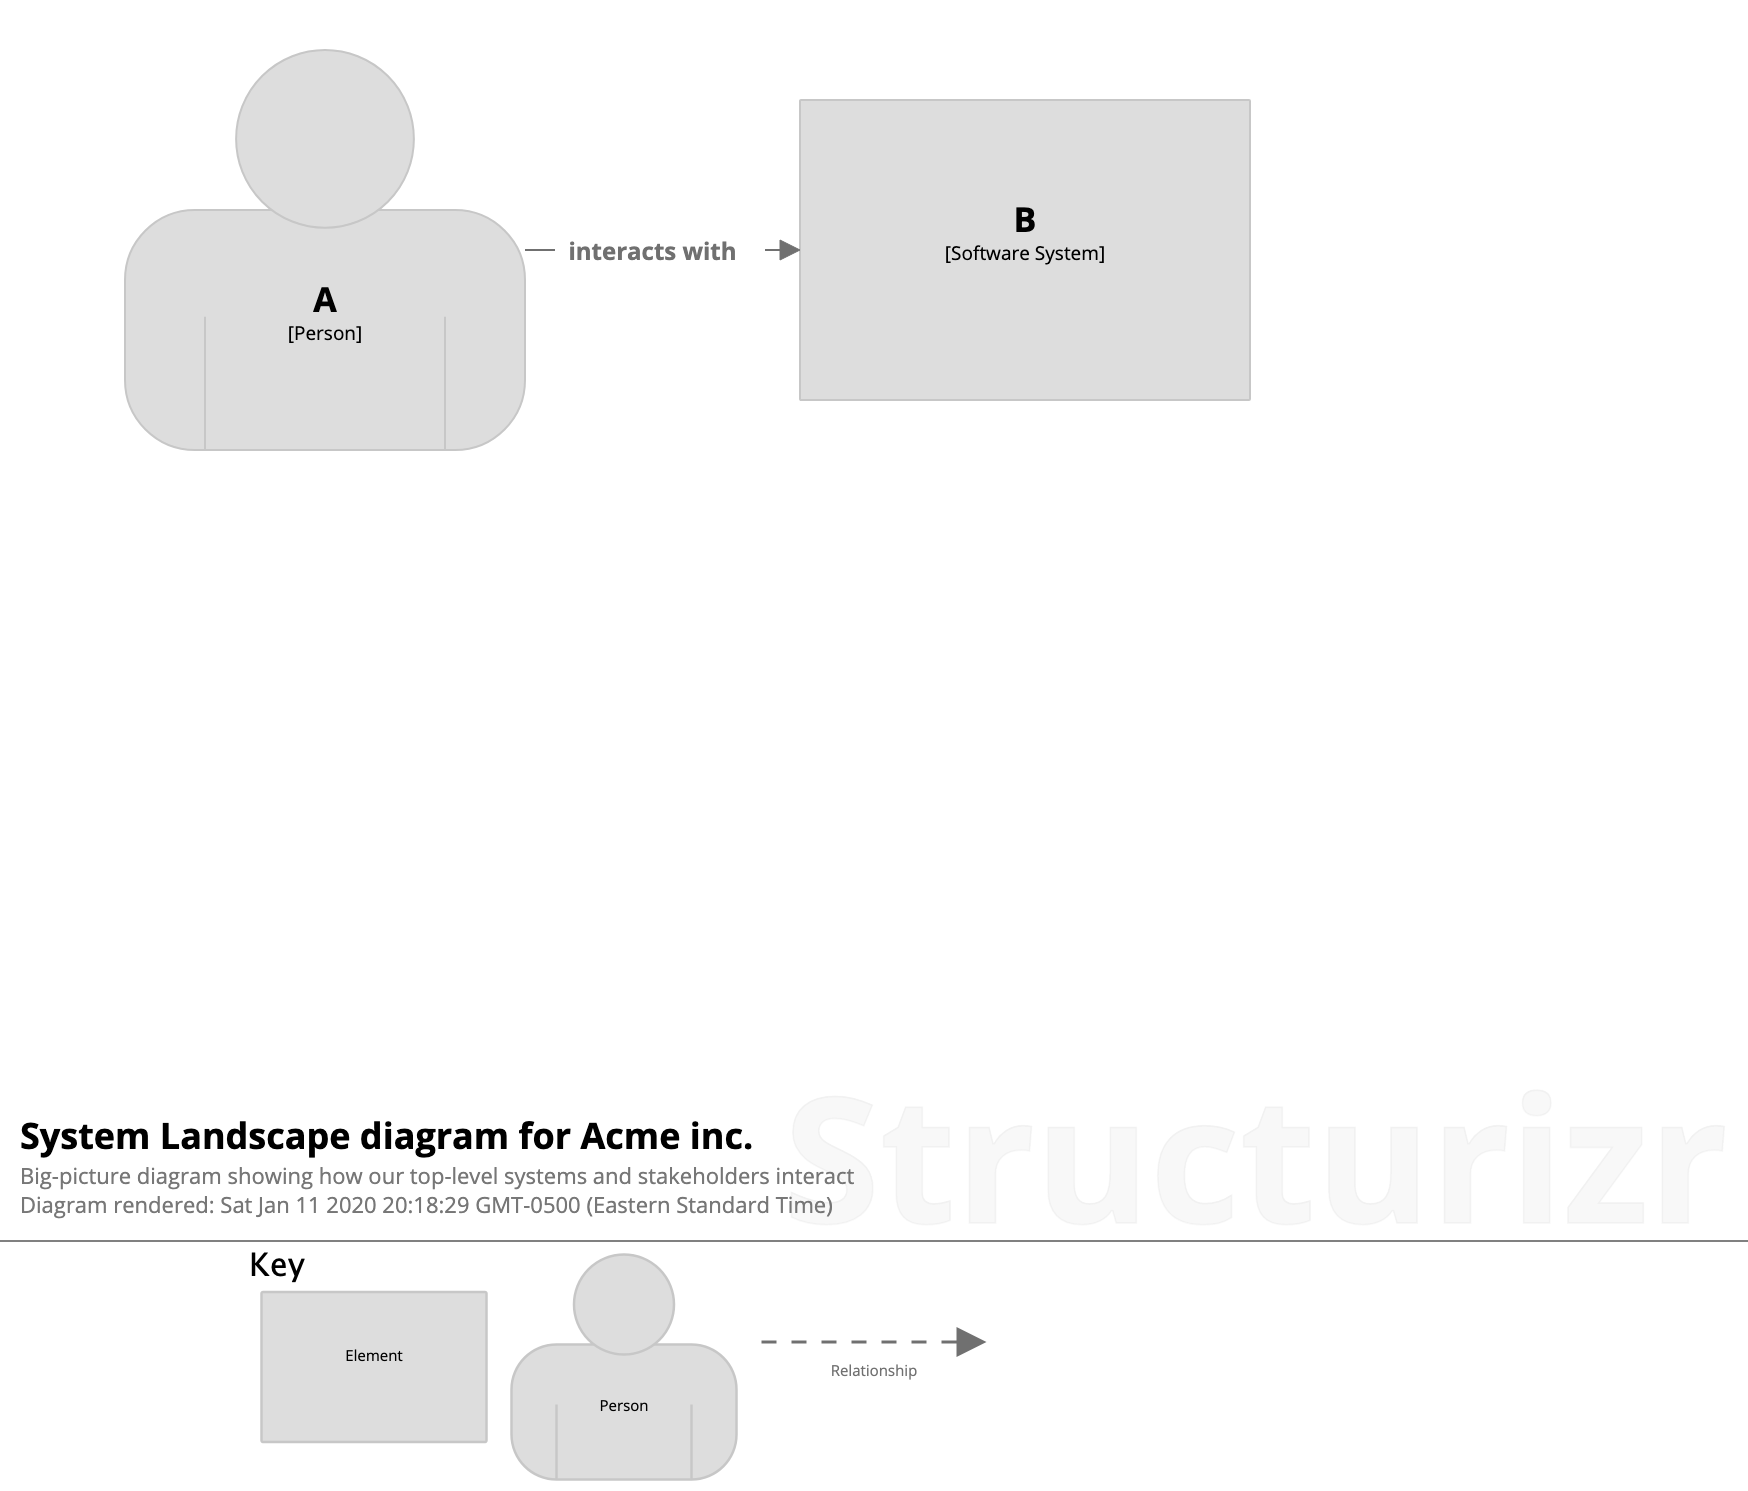 A
[Person]
interacts with
B
[Software System]
Structurizr
System Landscape diagram for Acme inc.
Big-picture diagram showing how our top-level systems and stakeholders interact
Diagram rendered: Sat Jan 11 2020 20:18:29 GMT-0500 (Eastern Standard Time)
Key
Element
Person
Relationship